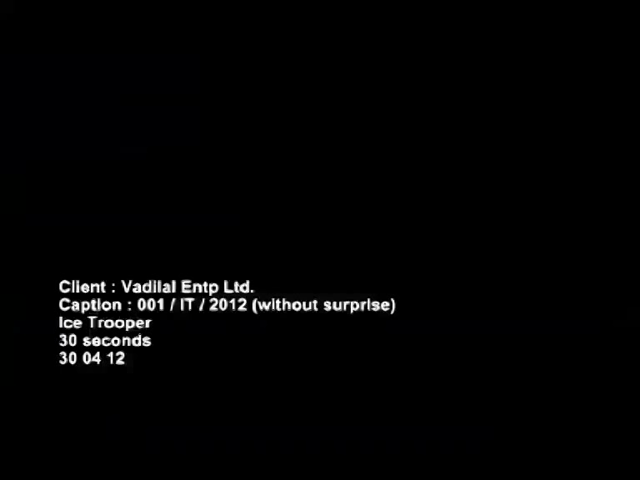 Client : Vadilal Entp Ltd.
Caption : 001 / IT / 2012 (without surprise)
Ice Trooper
30 seconds
30 04 12